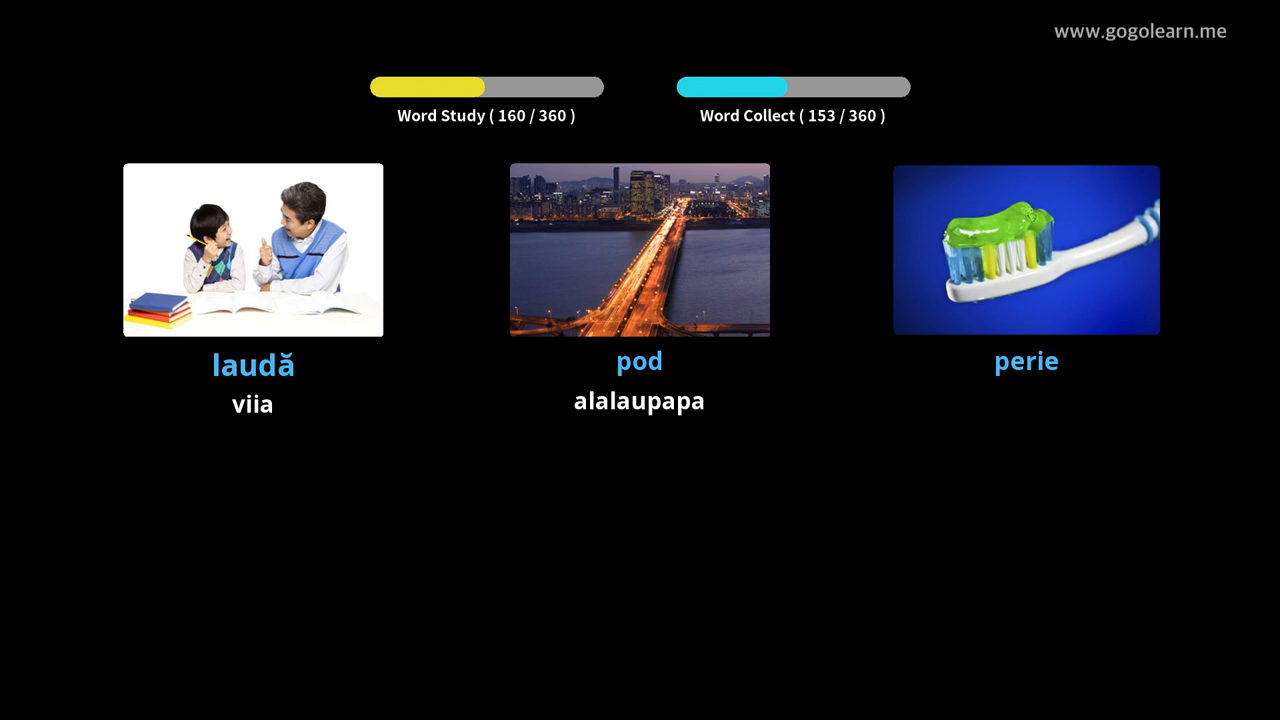 www.gogolearn.me
Word Study ( 160 / 360 )
Word Collect ( 153 / 360 )
laudă
viia
pod
alalaupapa
perie